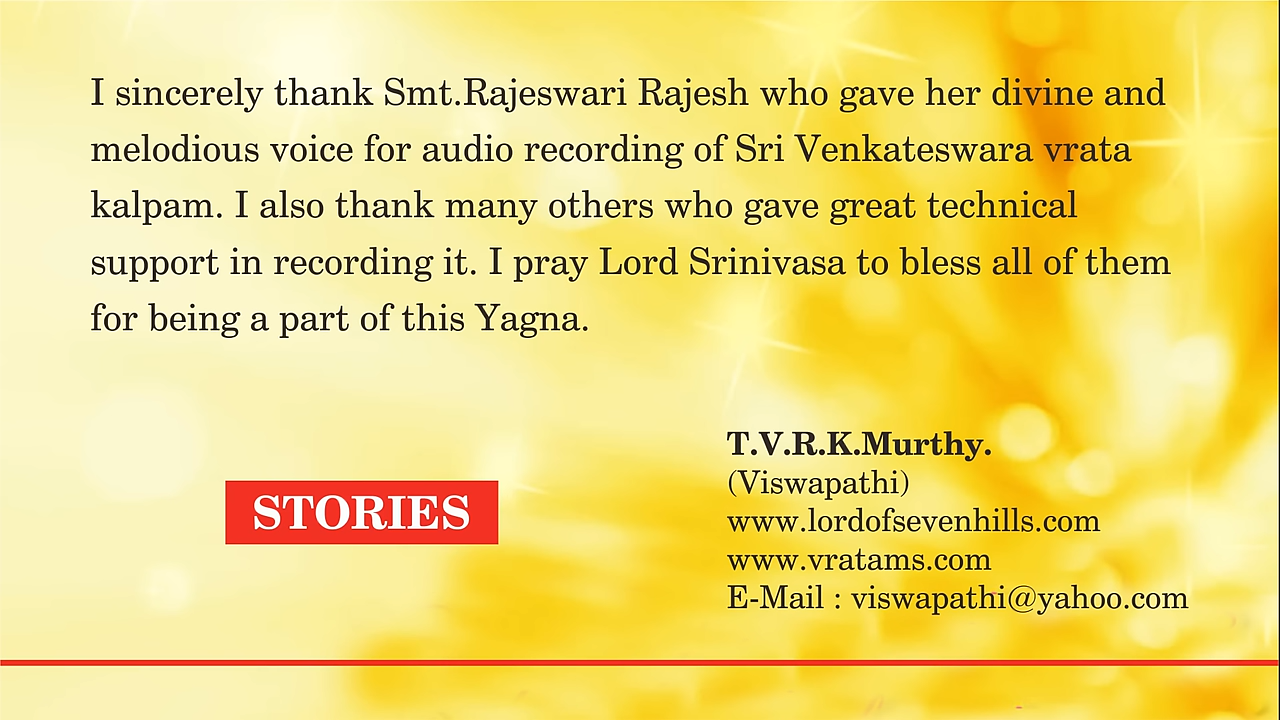 I sincerely thank Smt.Rajeswari Rajesh who gave her divine and
melodious voice for audio recording of Sri Venkateswara vrata
kalpam. I also thank many others who gave great technical
support in recording it. I pray Lord Srinivasa to bless all of them
for being a part of this Yagna.
T.V.R.K.Murthy.
(Viswapathi)
www.lordofsevenhills.com
www.vratams.com
E-Mail : viswapathi@yahoo.com
STORIES